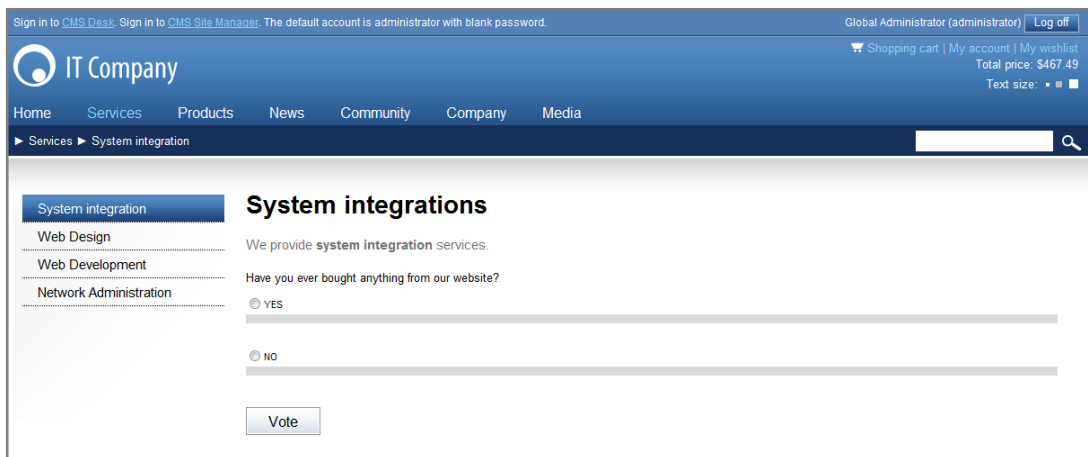 Sign in to CMS Desk. Sign in to CMS Site Manager. The default account is administrator with blank password.
Global Administrator (administrator) Log off
Shopping cart | My account | My wishlist
Total price: $467.49
Text size:
IT Company
Home Services Products News Community Company Media
► Services ► System integration
System integration
Web Design
Web Development
Network Administration
System integrations
We provide system integration services.
Have you ever bought anything from our website?
YES
NO
Vote